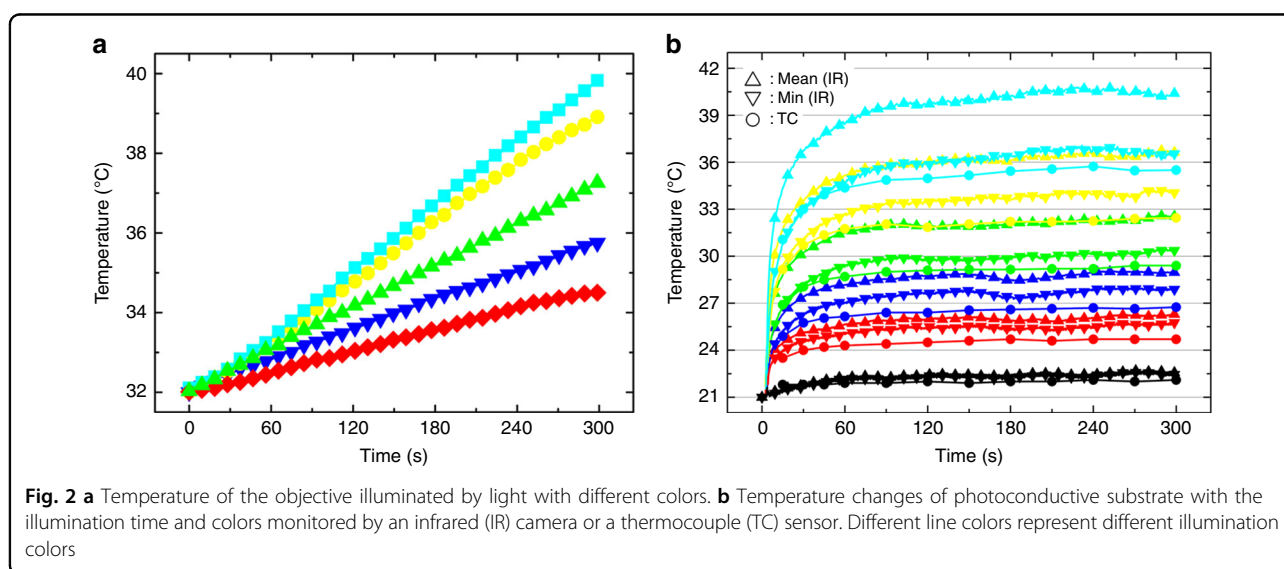 a
40
38
36
34
32
Temperature (°C)
0 60 120 180 240 300
Time (s)
b
42
39
36
33
30
27
24
21
Temperature (°C)
: Mean (IR)
: Min (IR)
: TC
0 60 120 180 240 300
Time (s)
Fig. 2 a Temperature of the objective illuminated by light with different colors. b Temperature changes of photoconductive substrate with the
illumination time and colors monitored by an infrared (IR) camera or a thermocouple (TC) sensor. Different line colors represent different illumination
colors